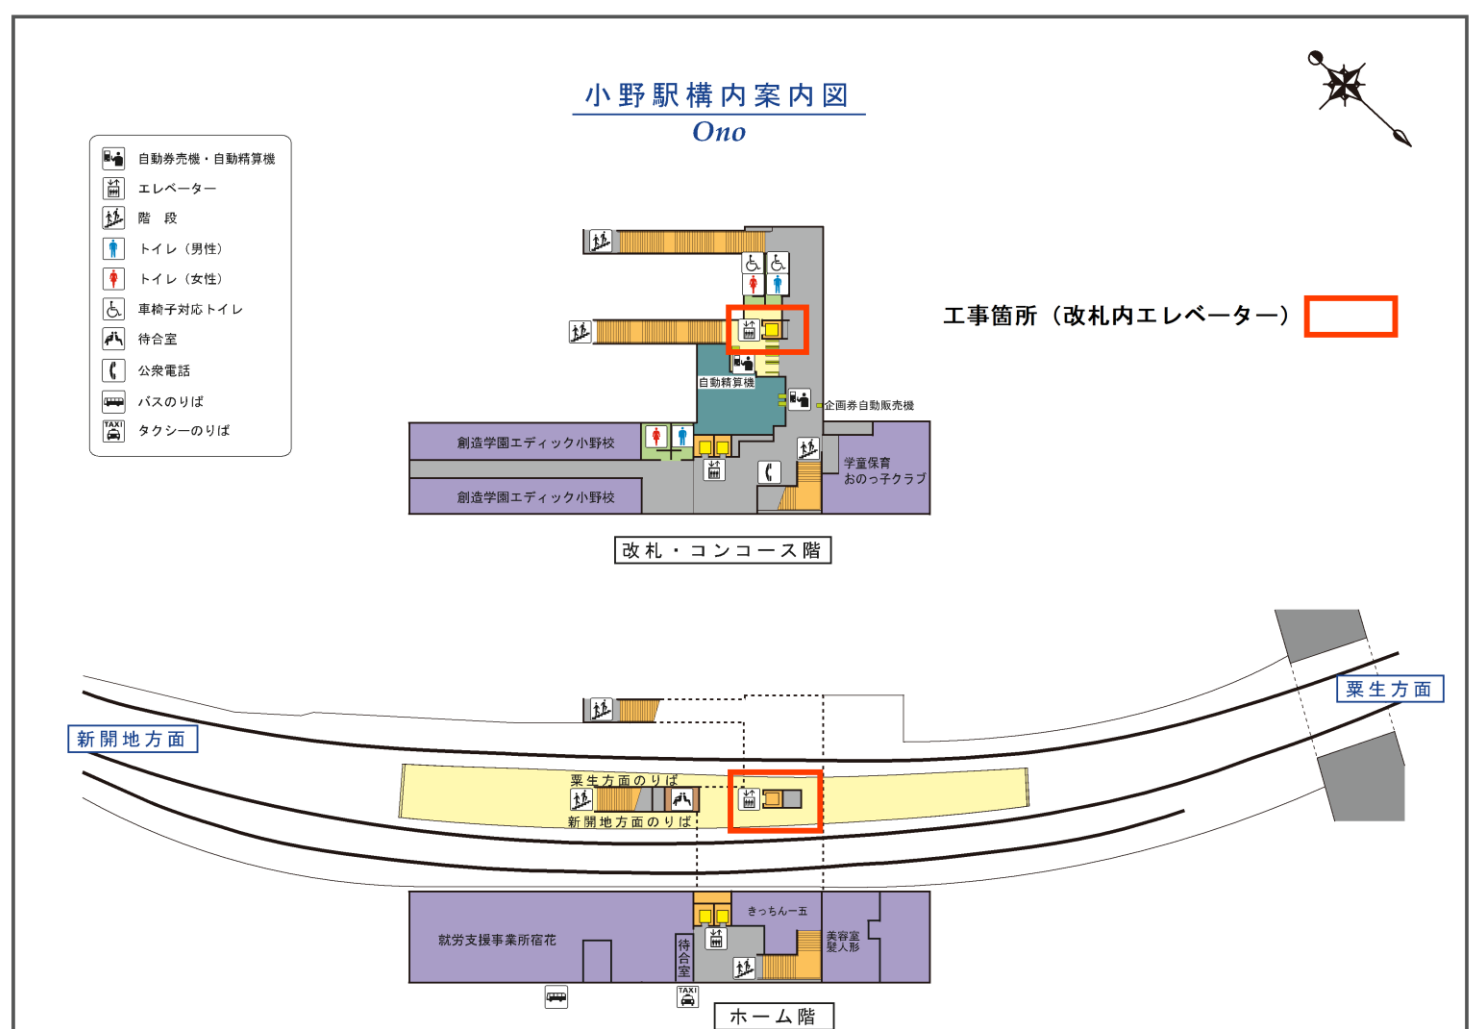 小野駅構内案内図
Ono
自動券売機・自動精算機
エレベーター
階 段
トイレ（男性）
トイレ（女性）
車椅子対応トイレ
待合室
公衆電話
バスのりば
TAXI
タクシーのりば
工事箇所（改札内エレベーター）
自動精算機
企画券自動販売機
創造学園エディック小野校
学童保育
おのっ子クラブ
創造学園エディック小野校
改札・コンコース階
粟生方面
新開地方面
粟生方面のりば
新開地方面のりば
きっちん一五
就労支援事業所宿花
待合室
美容室
髪人形
TAXI
ホーム階